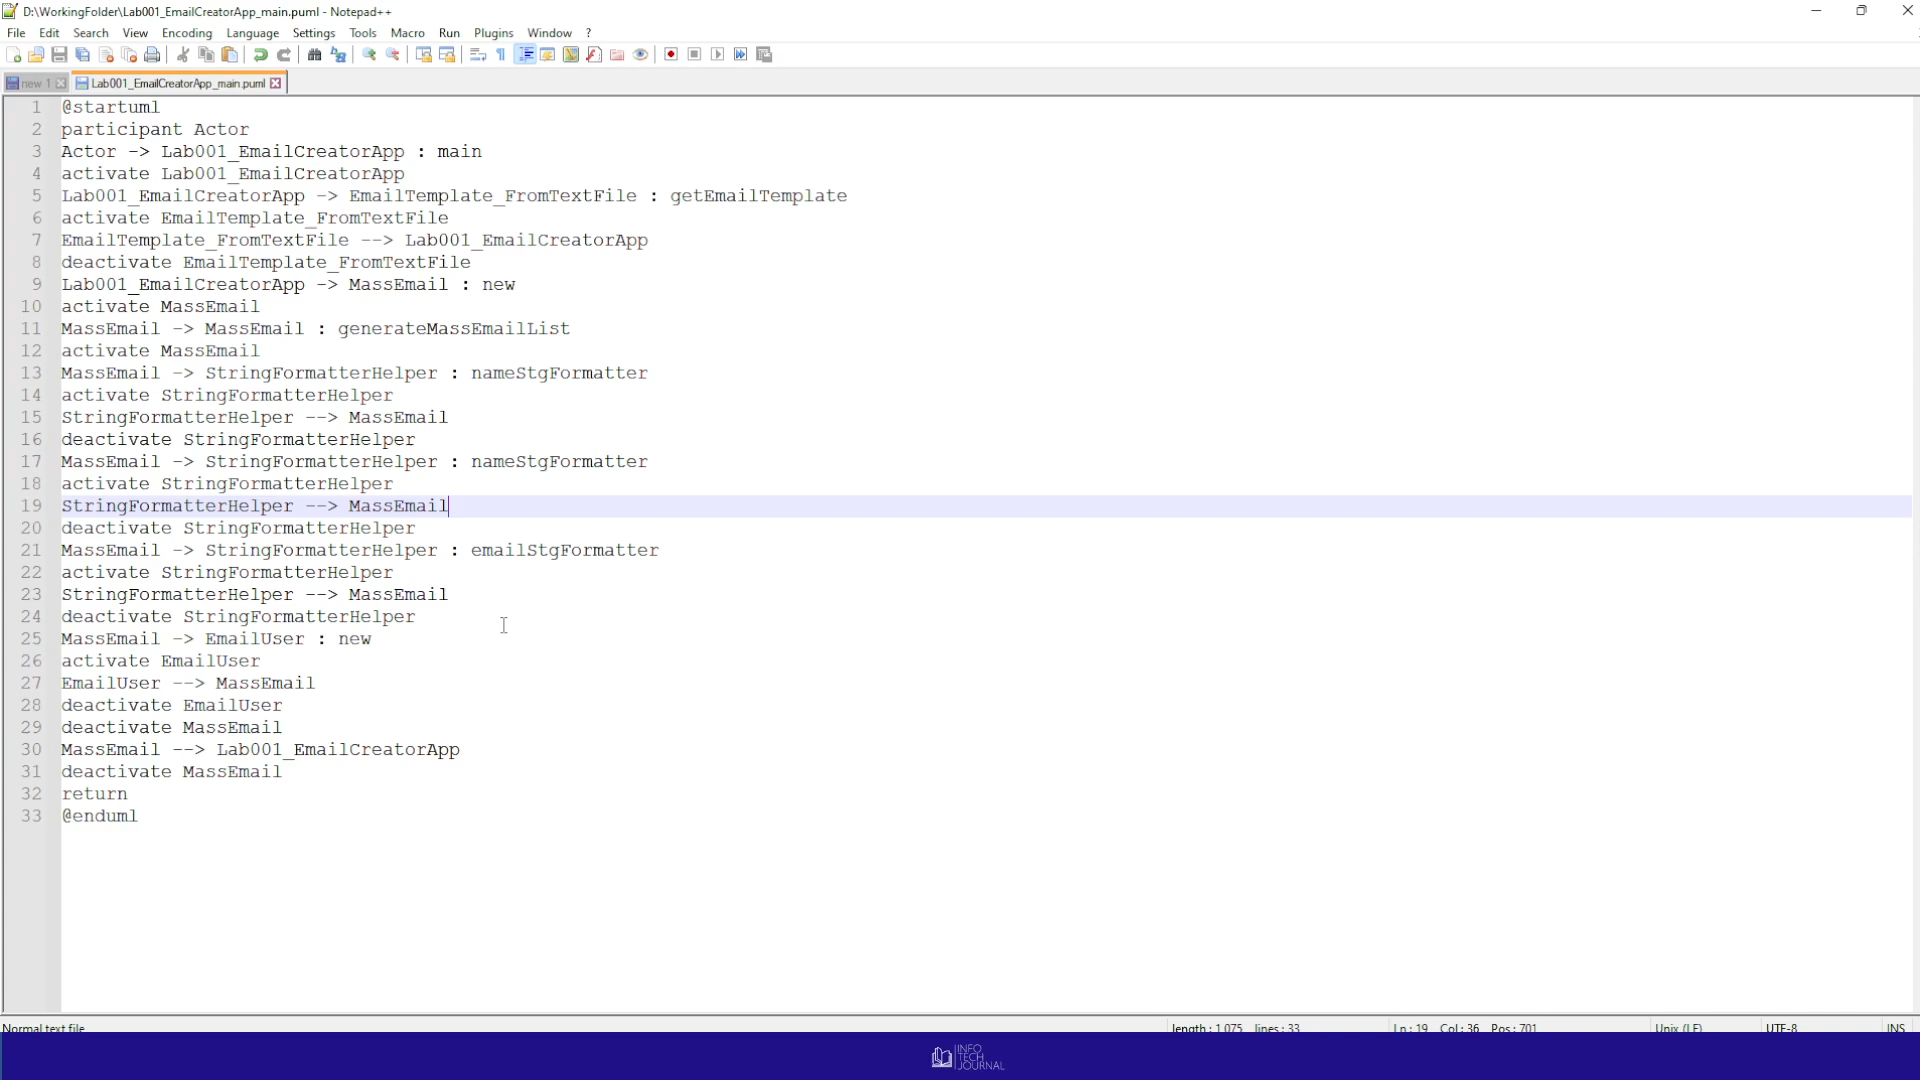 D:\WorkingFolder\Lab001_EmailCreatorApp_main.puml - Notepad++
File Edit Search View Encoding Language Settings Tools Macro Run Plugins Window ?
new 1 Lab001_EmailCreatorApp_main.puml
1 @startuml
2 participant Actor
3 Actor -> Lab001_EmailCreatorApp : main
4 activate Lab001_EmailCreatorApp
5 Lab001_EmailCreatorApp -> EmailTemplate_FromTextFile : getEmailTemplate
6 activate EmailTemplate_FromTextFile
7 EmailTemplate_FromTextFile --> Lab001_EmailCreatorApp
8 deactivate EmailTemplate_FromTextFile
9 Lab001_EmailCreatorApp -> MassEmail : new
10 activate MassEmail
11 MassEmail -> MassEmail : generateMassEmailList
12 activate MassEmail
13 MassEmail -> StringFormatterHelper : nameStgFormatter
14 activate StringFormatterHelper
15 StringFormatterHelper --> MassEmail
16 deactivate StringFormatterHelper
17 MassEmail -> StringFormatterHelper : nameStgFormatter
18 activate StringFormatterHelper
19 StringFormatterHelper --> MassEmail
20 deactivate StringFormatterHelper
21 MassEmail -> StringFormatterHelper : emailStgFormatter
22 activate StringFormatterHelper
23 StringFormatterHelper --> MassEmail
24 deactivate StringFormatterHelper
25 MassEmail -> EmailUser : new
26 activate EmailUser
27 EmailUser --> MassEmail
28 deactivate EmailUser
29 deactivate MassEmail
30 MassEmail --> Lab001_EmailCreatorApp
31 deactivate MassEmail
32 return
33 @enduml
Normal text file length : 1,075 lines : 33 Ln : 19 Col : 36 Pos : 701 Unix (LF) UTF-8 INS
INFO
TECH
JOURNAL